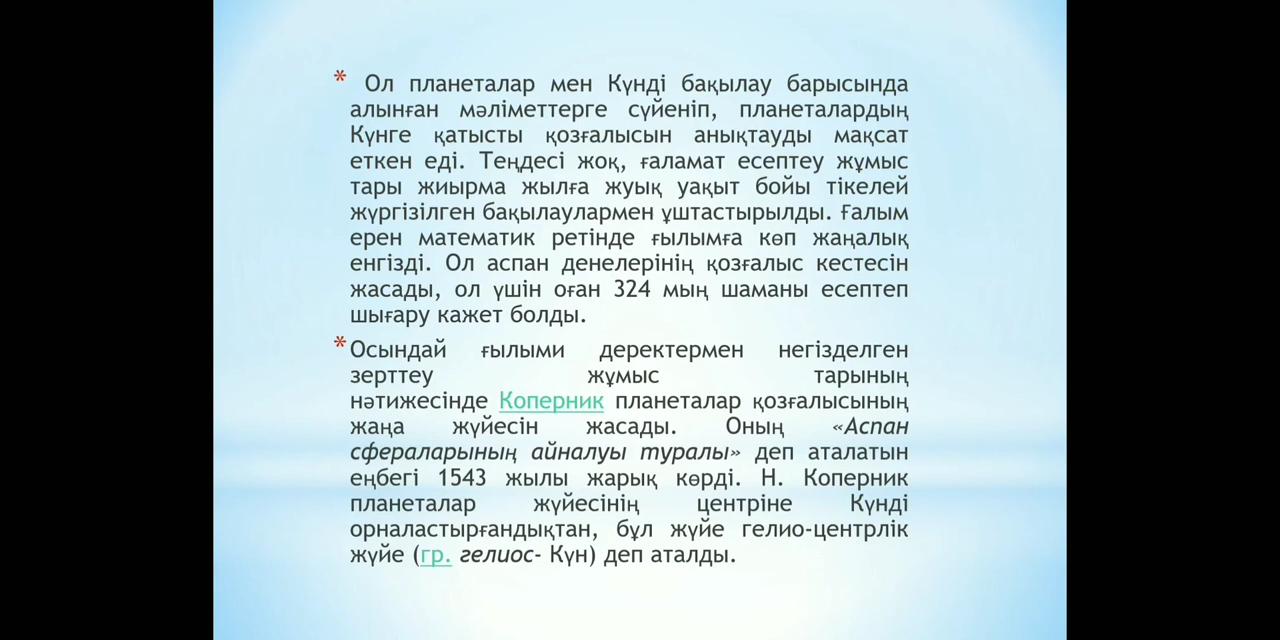 * Ол планеталар мен Күнді бақылау барысында
алынған мәліметтерге сүйеніп, планеталардың
Күнге қатысты қозғалысын анықтауды мақсат
еткен еді. Теңдесі жоқ, ғаламат есептеу жұмыс
тары жиырма жылға жуық уақыт бойы тікелей
жүргізілген бақылаулармен ұштастырылды. Ғалым
ерен математик ретінде ғылымға көп жаңалық
енгізді. Ол аспан денелерінің қозғалыс кестесін
жасады, ол үшін оған 324 мың шаманы есептеп
шығару кажет болды.
* Осындай ғылыми деректермен негізделген
зерттеу жұмыс тарының
нәтижесінде Коперник планеталар қозғалысының
жаңа жүйесін жасады. Оның «Аспан
сфераларының айналуы туралы» деп аталатын
еңбегі 1543 жылы жарық көрді. Н. Коперник
планеталар жүйесінің центріне Күнді
орналастырғандықтан, бұл жүйе гелио-центрлік
жүйе (гр. гелиос- Күн) деп аталды.